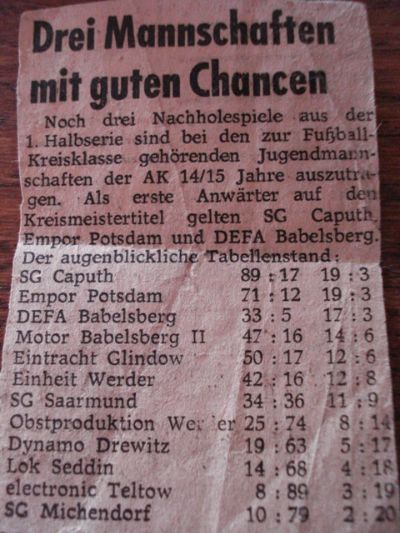 Drei Mannschaften
mit guten Chancen
Noch drei Nachholespiele aus der
1. Halbserie sind bei den zur Fußball-
Kreisklasse gehörenden Jugendmann-
schaften der AK 14/15 Jahre auszutra-
gen. Als erste Anwärter auf den
Kreismeistertitel gelten SG Caputh,
Empor Potsdam und DEFA Babelsberg.
Der augenblickliche Tabellenstand:
SG Caputh 89 : 17 19 : 3
Empor Potsdam 71 : 12 19 : 3
DEFA Babelsberg 33 : 5 17 : 3
Motor Babelsberg II 47 : 16 14 : 6
Eintracht Glindow 50 : 17 12 : 6
Einheit Werder 42 : 16 12 : 8
SG Saarmund 34 : 36 11 : 9
Obstproduktion Werder 25 : 74 8 : 14
Dynamo Drewitz 19 : 63 5 : 17
Lok Seddin 14 : 68 4 : 18
electronic Teltow 8 : 89 3 : 19
SG Michendorf 10 : 79 2 : 20